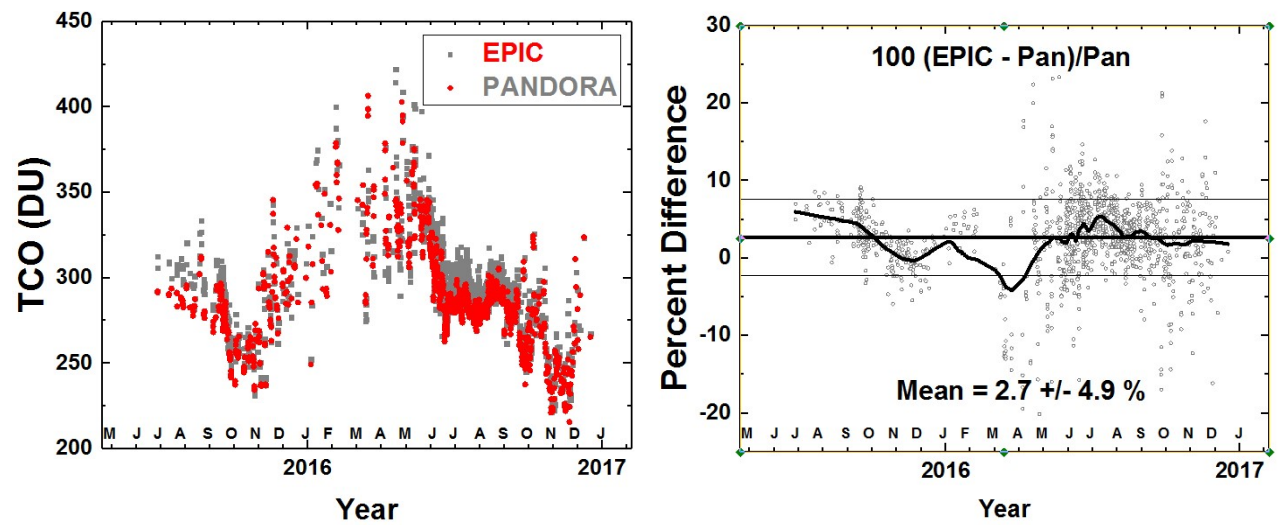 450
400
350
300
250
200
TCO (DU)
EPIC
PANDORA
M J J A S O N D J F M A M J J A S O N D J
2016 2017
Year
30
20
10
0
-10
-20
Percent Difference
100 (EPIC - Pan)/Pan
Mean = 2.7 +/- 4.9 %
M J J A S O N D J F M A M J J A S O N D J
2016 2017
Year